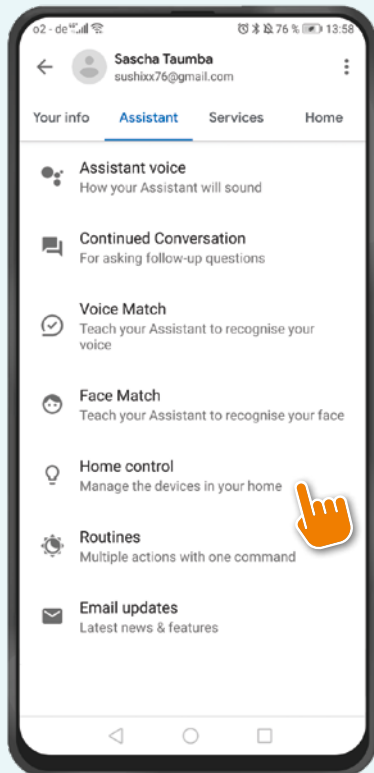 o2 - de 76 % 13:58
Sascha Taumba
sushixx76@gmail.com
Your info Assistant Services Home
Assistant voice
How your Assistant will sound
Continued Conversation
For asking follow-up questions
Voice Match
Teach your Assistant to recognise your
voice
Face Match
Teach your Assistant to recognise your face
Home control
Manage the devices in your home
Routines
Multiple actions with one command
Email updates
Latest news & features